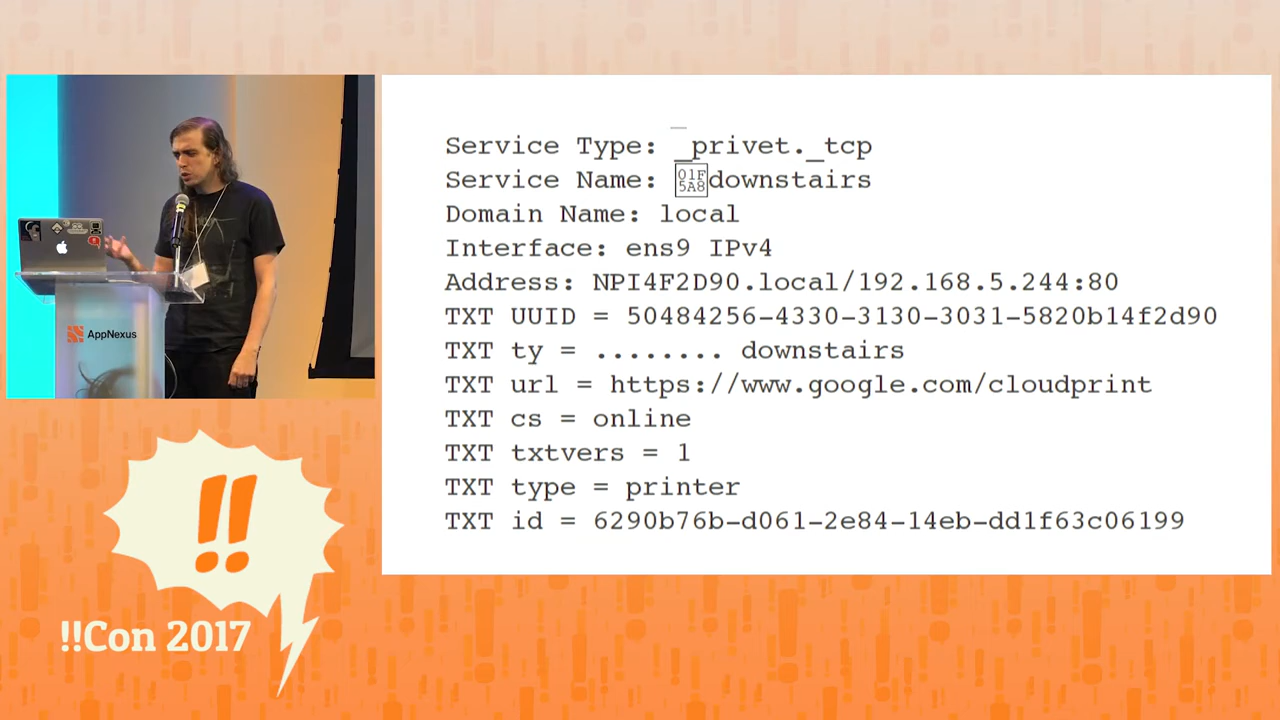 Service Type: _privet._tcp
Service Name: 🖨downstairs
Domain Name: local
Interface: ens9 IPv4
Address: NPI4F2D90.local/192.168.5.244:80
TXT UUID = 50484256-4330-3130-3031-5820b14f2d90
TXT ty = ........ downstairs
TXT url = https://www.google.com/cloudprint
TXT cs = online
TXT txtvers = 1
TXT type = printer
TXT id = 6290b76b-d061-2e84-14eb-dd1f63c06199
AppNexus
!!
!!Con 2017